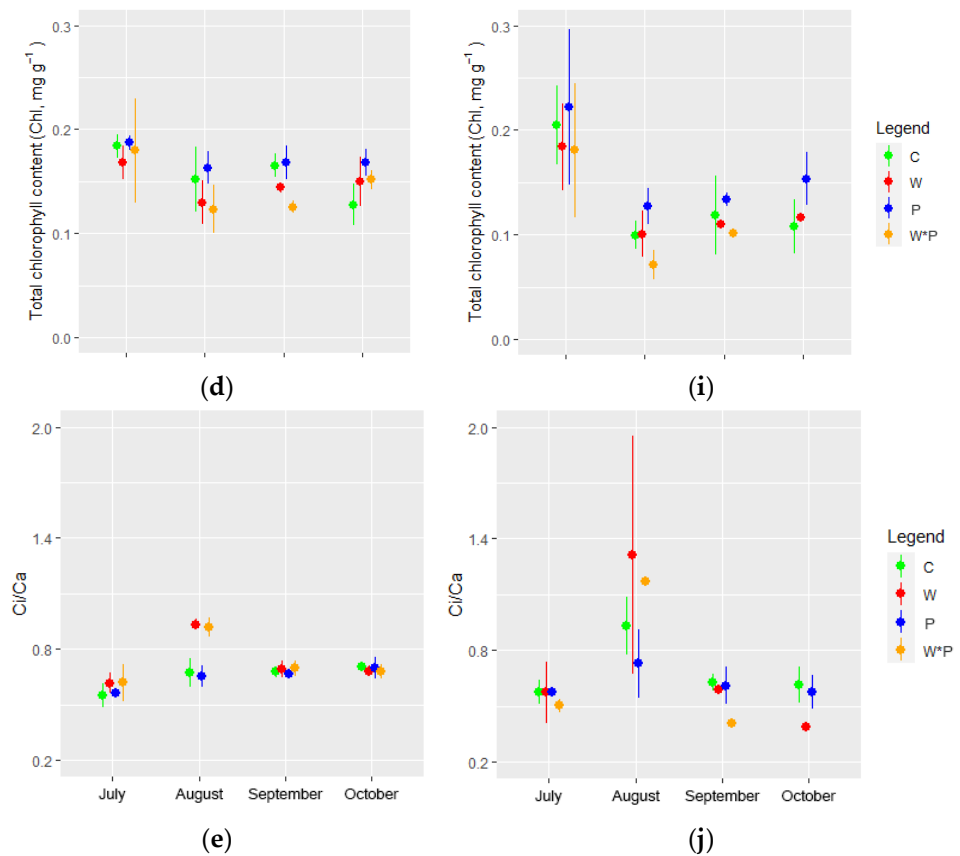 Total chlorophyll content (Chl, mg g⁻¹)
0.3
0.2
0.1
0.0
(d)
Total chlorophyll content (Chl, mg g⁻¹)
0.3
0.2
0.1
0.0
(i)
Legend
C
W
P
W*P
Ci/Ca
2.0
1.4
0.8
0.2
July August September October
(e)
Ci/Ca
2.0
1.4
0.8
0.2
July August September October
(j)
Legend
C
W
P
W*P